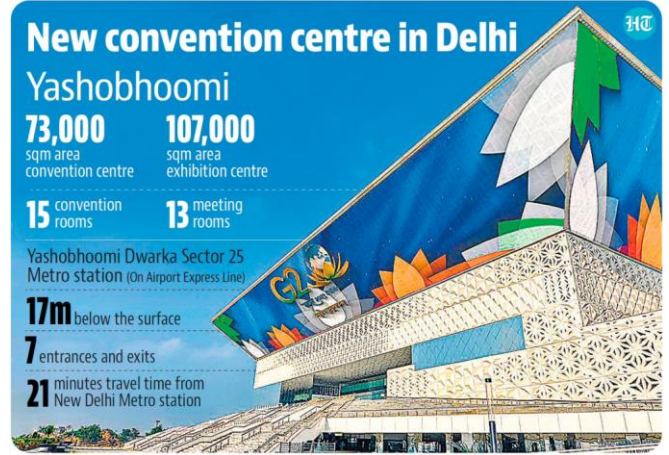 New convention centre in Delhi
HT
Yashobhoomi
73,000
sqm area
convention centre
107,000
sqm area
exhibition centre
15 convention
rooms
13 meeting
rooms
Yashobhoomi Dwarka Sector 25
Metro station (On Airport Express Line)
17m below the surface
7 entrances and exits
21 minutes travel time from
New Delhi Metro station
G2